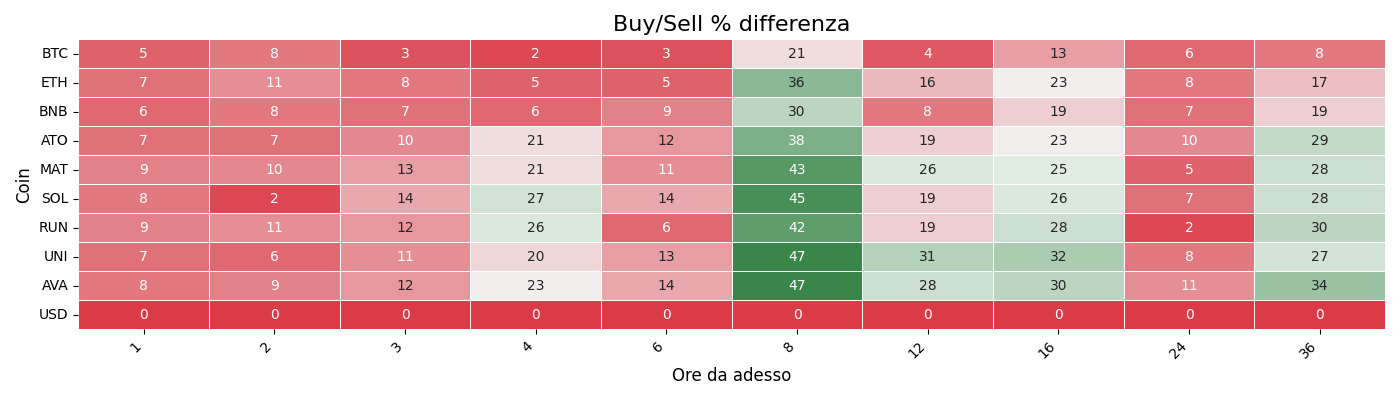 Buy/Sell % differenza
Coin
BTC 5 8 3 2 3 21 4 13 6 8
ETH 7 11 8 5 5 36 16 23 8 17
BNB 6 8 7 6 9 30 8 19 7 19
ATO 7 7 10 21 12 38 19 23 10 29
MAT 9 10 13 21 11 43 26 25 5 28
SOL 8 2 14 27 14 45 19 26 7 28
RUN 9 11 12 26 6 42 19 28 2 30
UNI 7 6 11 20 13 47 31 32 8 27
AVA 8 9 12 23 14 47 28 30 11 34
USD 0 0 0 0 0 0 0 0 0 0
1 2 3 4 6 8 12 16 24 36
Ore da adesso